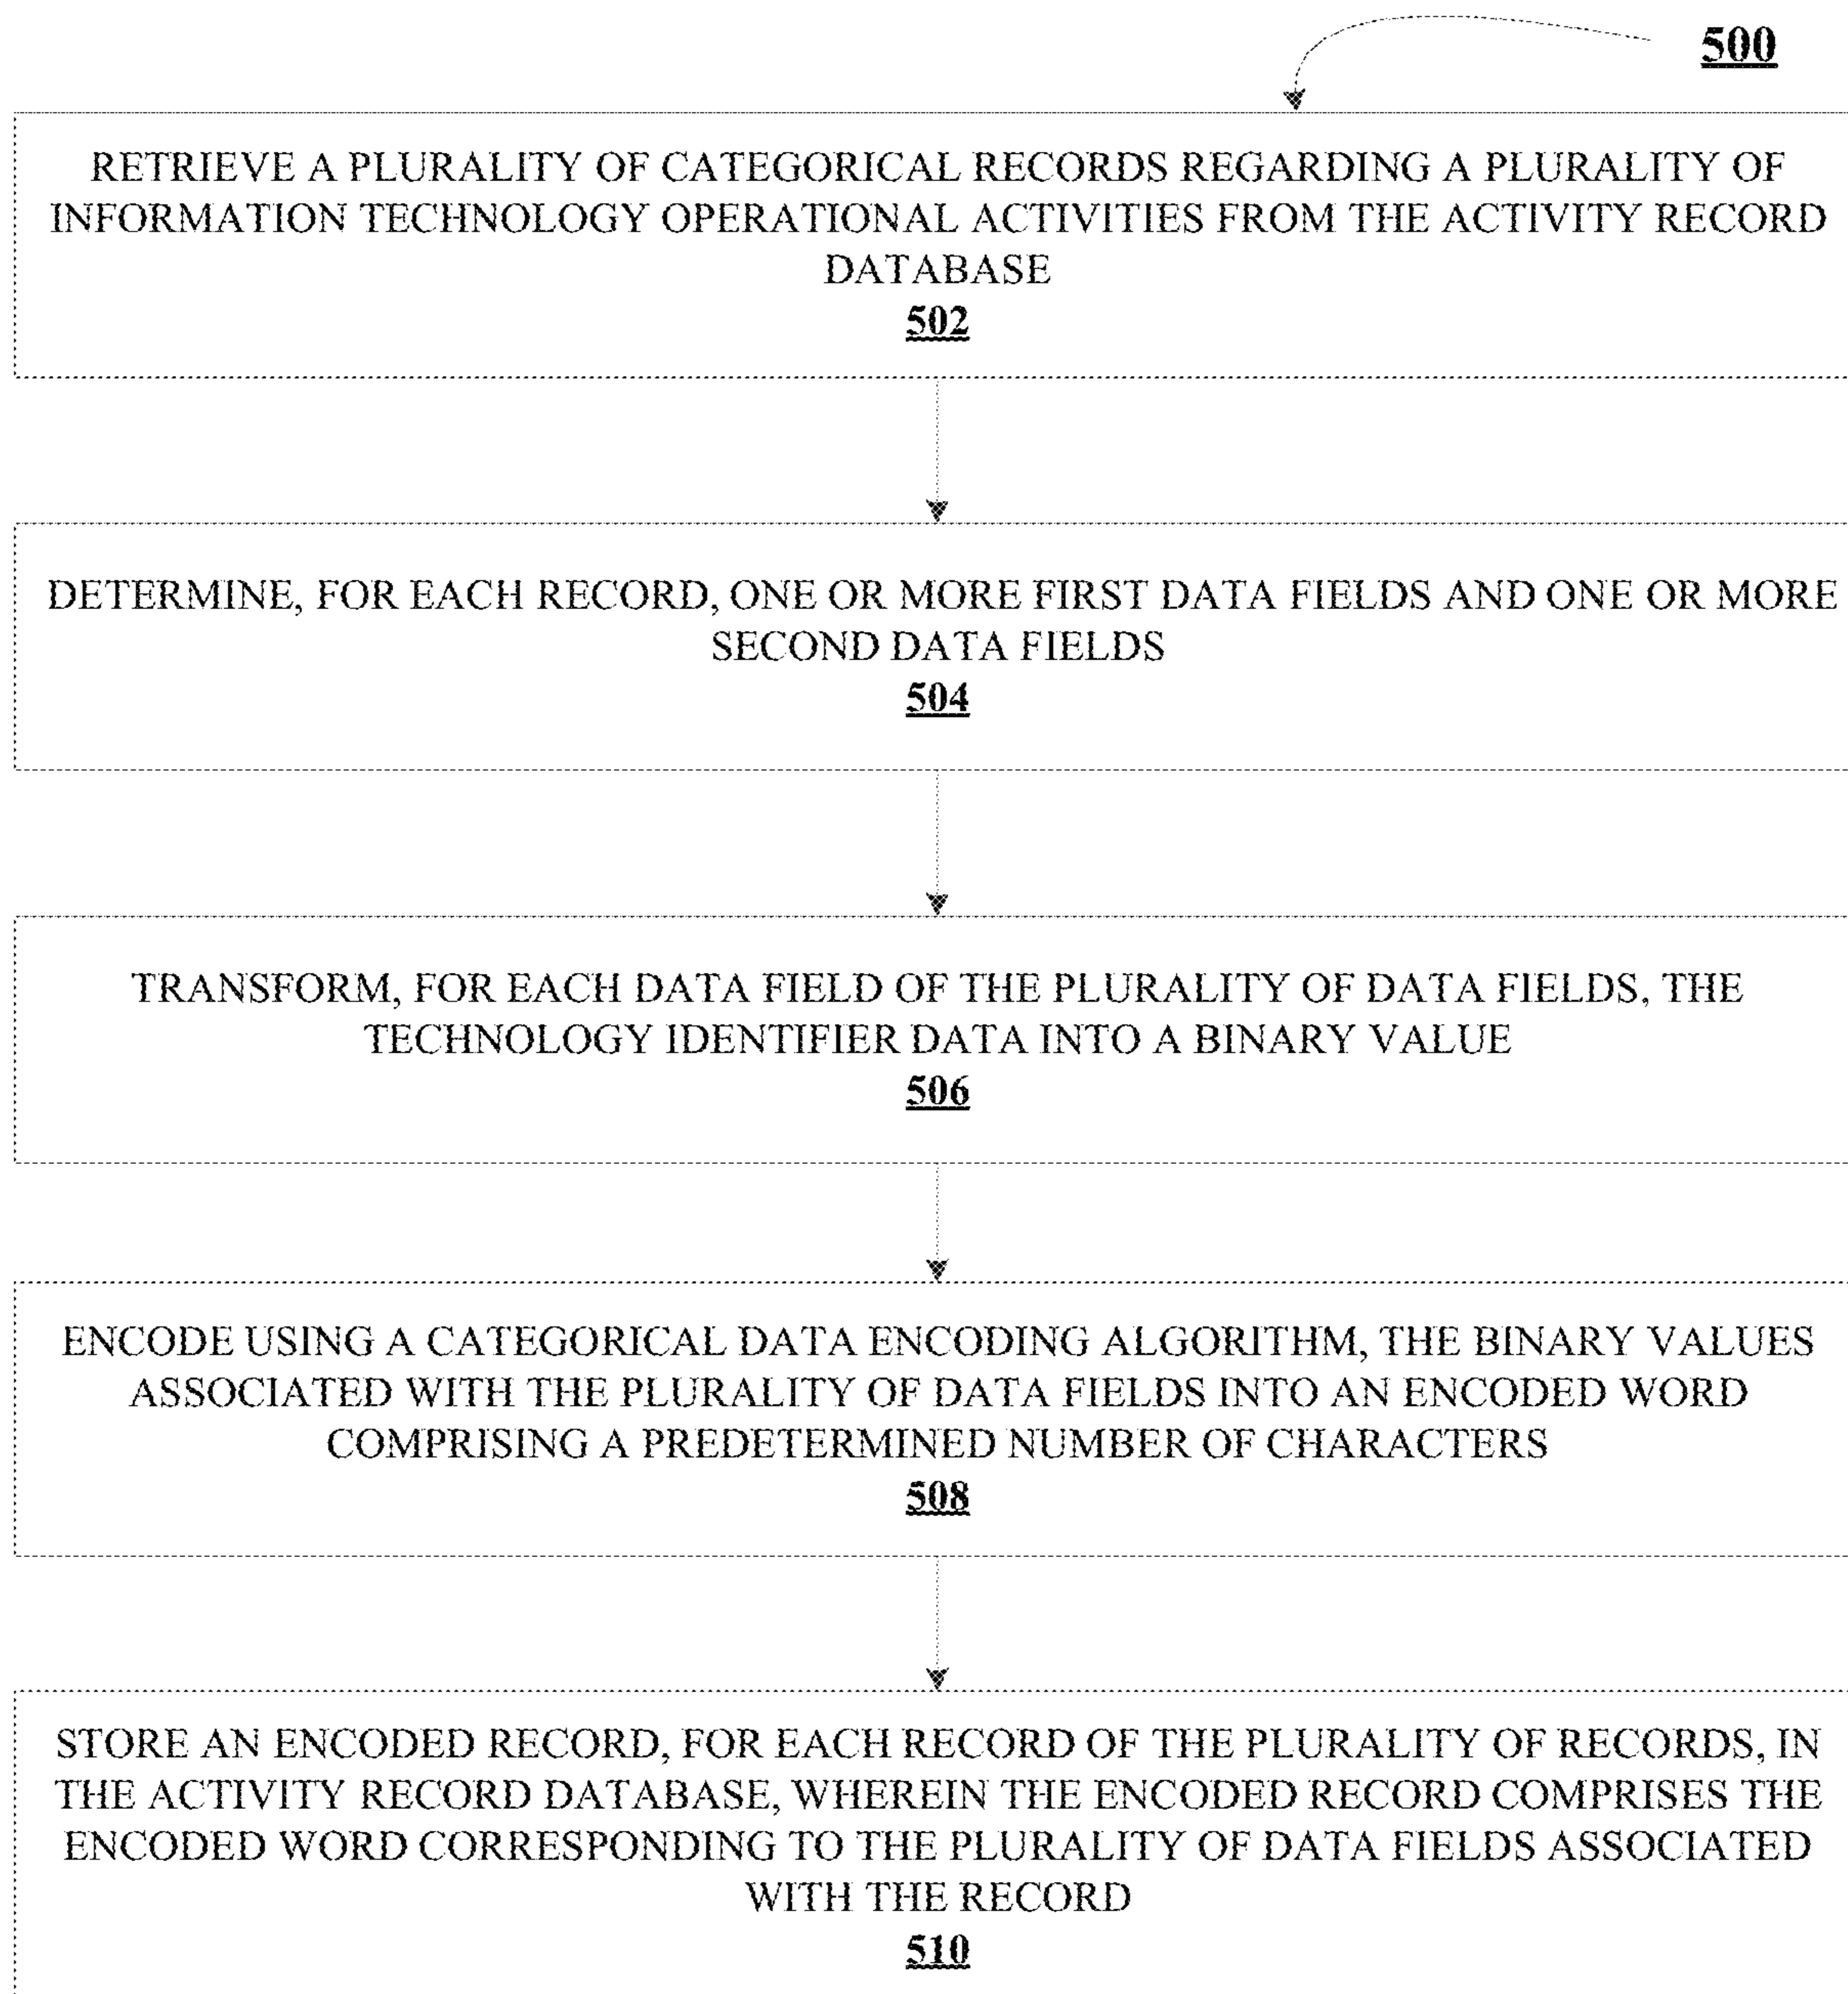 500
RETRIEVE A PLURALITY OF CATEGORICAL RECORDS REGARDING A PLURALITY OF
INFORMATION TECHNOLOGY OPERATIONAL ACTIVITIES FROM THE ACTIVITY RECORD
DATABASE
502
DETERMINE, FOR EACH RECORD, ONE OR MORE FIRST DATA FIELDS AND ONE OR MORE
SECOND DATA FIELDS
504
TRANSFORM, FOR EACH DATA FIELD OF THE PLURALITY OF DATA FIELDS, THE
TECHNOLOGY IDENTIFIER DATA INTO A BINARY VALUE
506
ENCODE USING A CATEGORICAL DATA ENCODING ALGORITHM, THE BINARY VALUES
ASSOCIATED WITH THE PLURALITY OF DATA FIELDS INTO AN ENCODED WORD
COMPRISING A PREDETERMINED NUMBER OF CHARACTERS
508
STORE AN ENCODED RECORD, FOR EACH RECORD OF THE PLURALITY OF RECORDS, IN
THE ACTIVITY RECORD DATABASE, WHEREIN THE ENCODED RECORD COMPRISES THE
ENCODED WORD CORRESPONDING TO THE PLURALITY OF DATA FIELDS ASSOCIATED
WITH THE RECORD
510